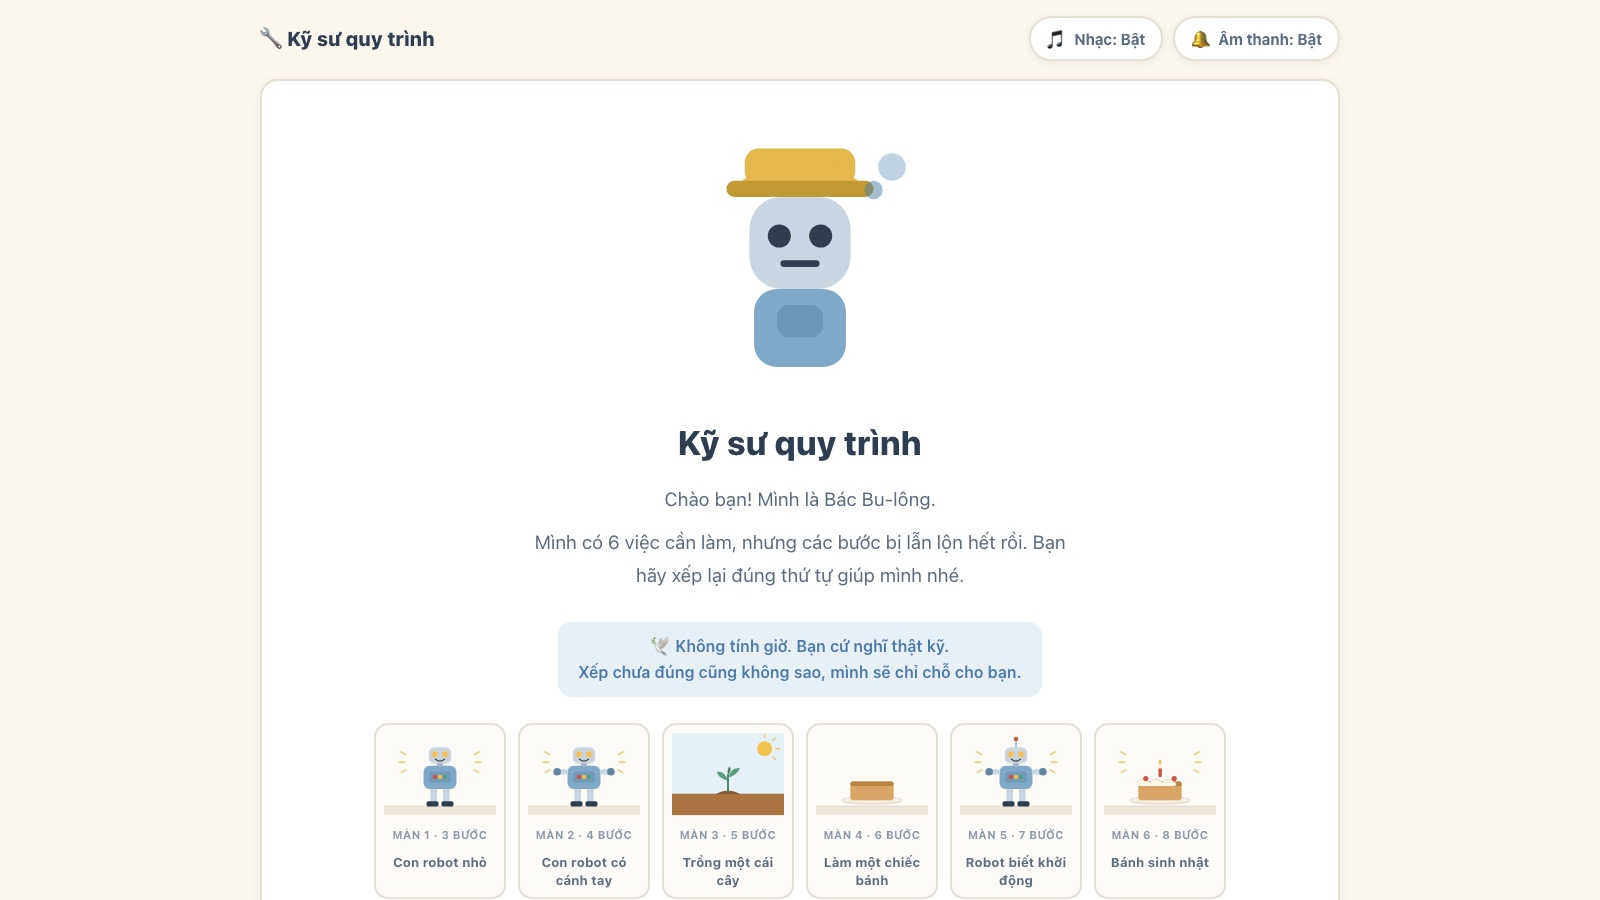 Kỹ sư quy trình
Nhạc: Bật
Âm thanh: Bật
Kỹ sư quy trình
Chào bạn! Mình là Bác Bu-lông.
Mình có 6 việc cần làm, nhưng các bước bị lẫn lộn hết rồi. Bạn
hãy xếp lại đúng thứ tự giúp mình nhé.
Không tính giờ. Bạn cứ nghĩ thật kỹ.
Xếp chưa đúng cũng không sao, mình sẽ chỉ chỗ cho bạn.
MÀN 1 · 3 BƯỚC
Con robot nhỏ
MÀN 2 · 4 BƯỚC
Con robot có
cánh tay
MÀN 3 · 5 BƯỚC
Trồng một cái
cây
MÀN 4 · 6 BƯỚC
Làm một chiếc
bánh
MÀN 5 · 7 BƯỚC
Robot biết khởi
động
MÀN 6 · 8 BƯỚC
Bánh sinh nhật